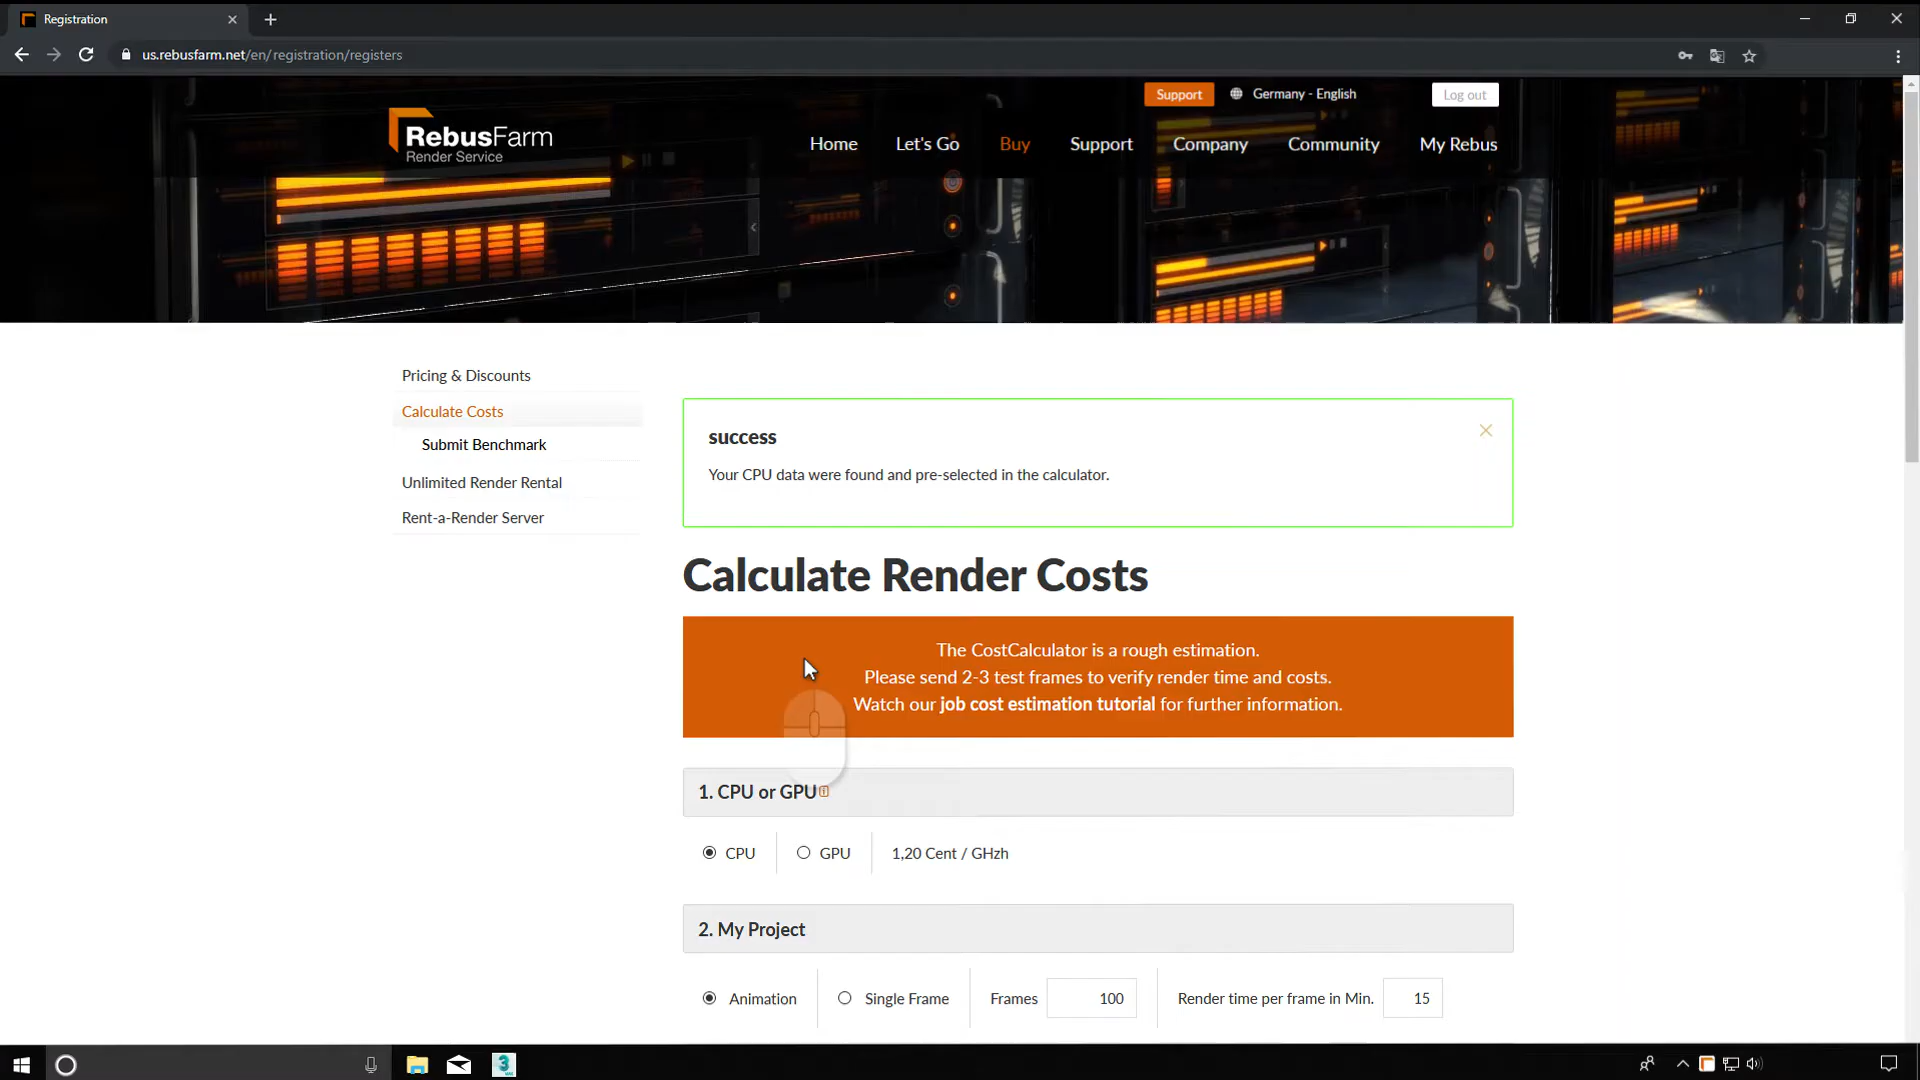 Registration
us.rebusfarm.net/en/registration/registers
Support
Germany - English
Log out
RebusFarm
Render Service
Home
Let's Go
Buy
Support
Company
Community
My Rebus
Pricing & Discounts
Calculate Costs
Submit Benchmark
Unlimited Render Rental
Rent-a-Render Server
success
Your CPU data were found and pre-selected in the calculator.
Calculate Render Costs
The CostCalculator is a rough estimation.
Please send 2-3 test frames to verify render time and costs.
Watch our job cost estimation tutorial for further information.
1. CPU or GPU
CPU
GPU
1,20 Cent / GHzh
2. My Project
Animation
Single Frame
Frames
100
Render time per frame in Min.
15
3